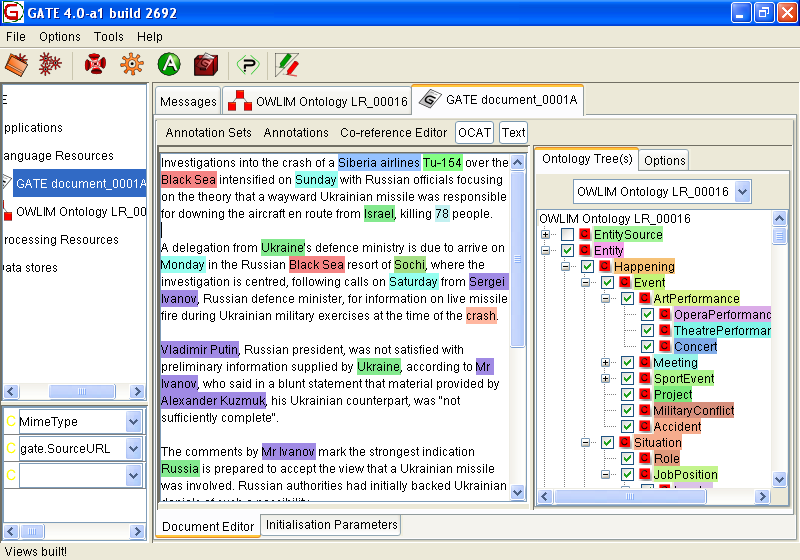 GATE 4.0-a1 build 2692
File Options Tools Help
Messages OWLIM Ontology LR_00016 GATE document_0001A
pplications
anguage Resources
GATE document_0001A
OWLIM Ontology LR_00
rocessing Resources
ata stores
MimeType
gate.SourceURL
Annotation Sets Annotations Co-reference Editor OCAT Text
Investigations into the crash of a Siberia airlines Tu-154 over the
Black Sea intensified on Sunday with Russian officials focusing
on the theory that a wayward Ukrainian missile was responsible
for downing the aircraft en route from Israel, killing 78 people.
A delegation from Ukraine's defence ministry is due to arrive on
Monday in the Russian Black Sea resort of Sochi, where the
investigation is centred, following calls on Saturday from Sergei
Ivanov, Russian defence minister, for information on live missile
fire during Ukrainian military exercises at the time of the crash.
Vladimir Putin, Russian president, was not satisfied with
preliminary information supplied by Ukraine, according to Mr
Ivanov, who said in a blunt statement that material provided by
Alexander Kuzmuk, his Ukrainian counterpart, was "not
sufficiently complete".
The comments by Mr Ivanov mark the strongest indication
Russia is prepared to accept the view that a Ukrainian missile
was involved. Russian authorities had initially backed Ukrainian
Ontology Tree(s) Options
OWLIM Ontology LR_00016
OWLIM Ontology LR_00016
EntitySource
Entity
Happening
Event
ArtPerformance
OperaPerformanc
TheatrePerformar
Concert
Meeting
SportEvent
Project
MilitaryConflict
Accident
Situation
Role
JobPosition
Document Editor Initialisation Parameters
Views built!